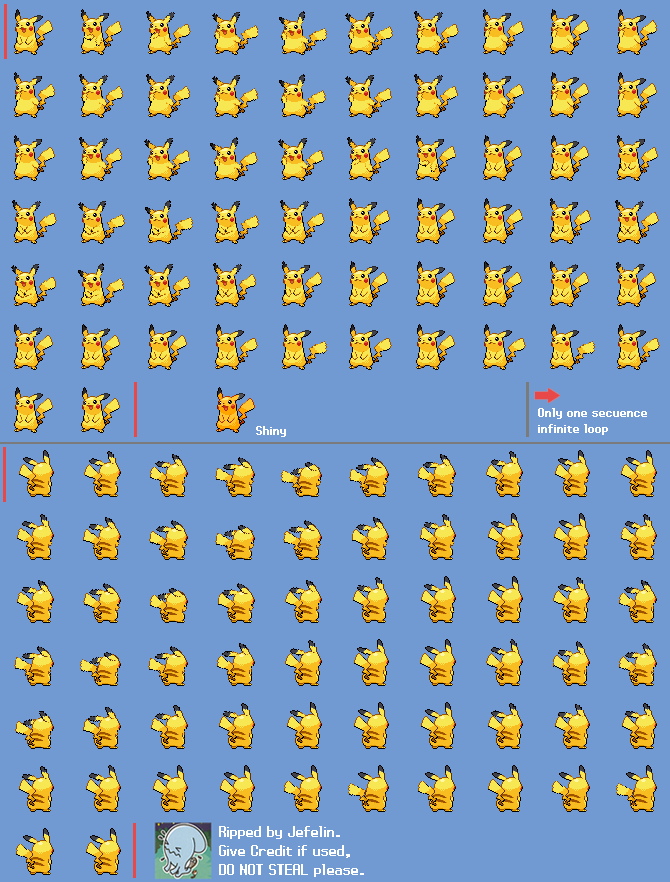 Shiny
Only one secuence
infinite loop
Ripped by Jefelin.
Give Credit if used,
DO NOT STEAL please.